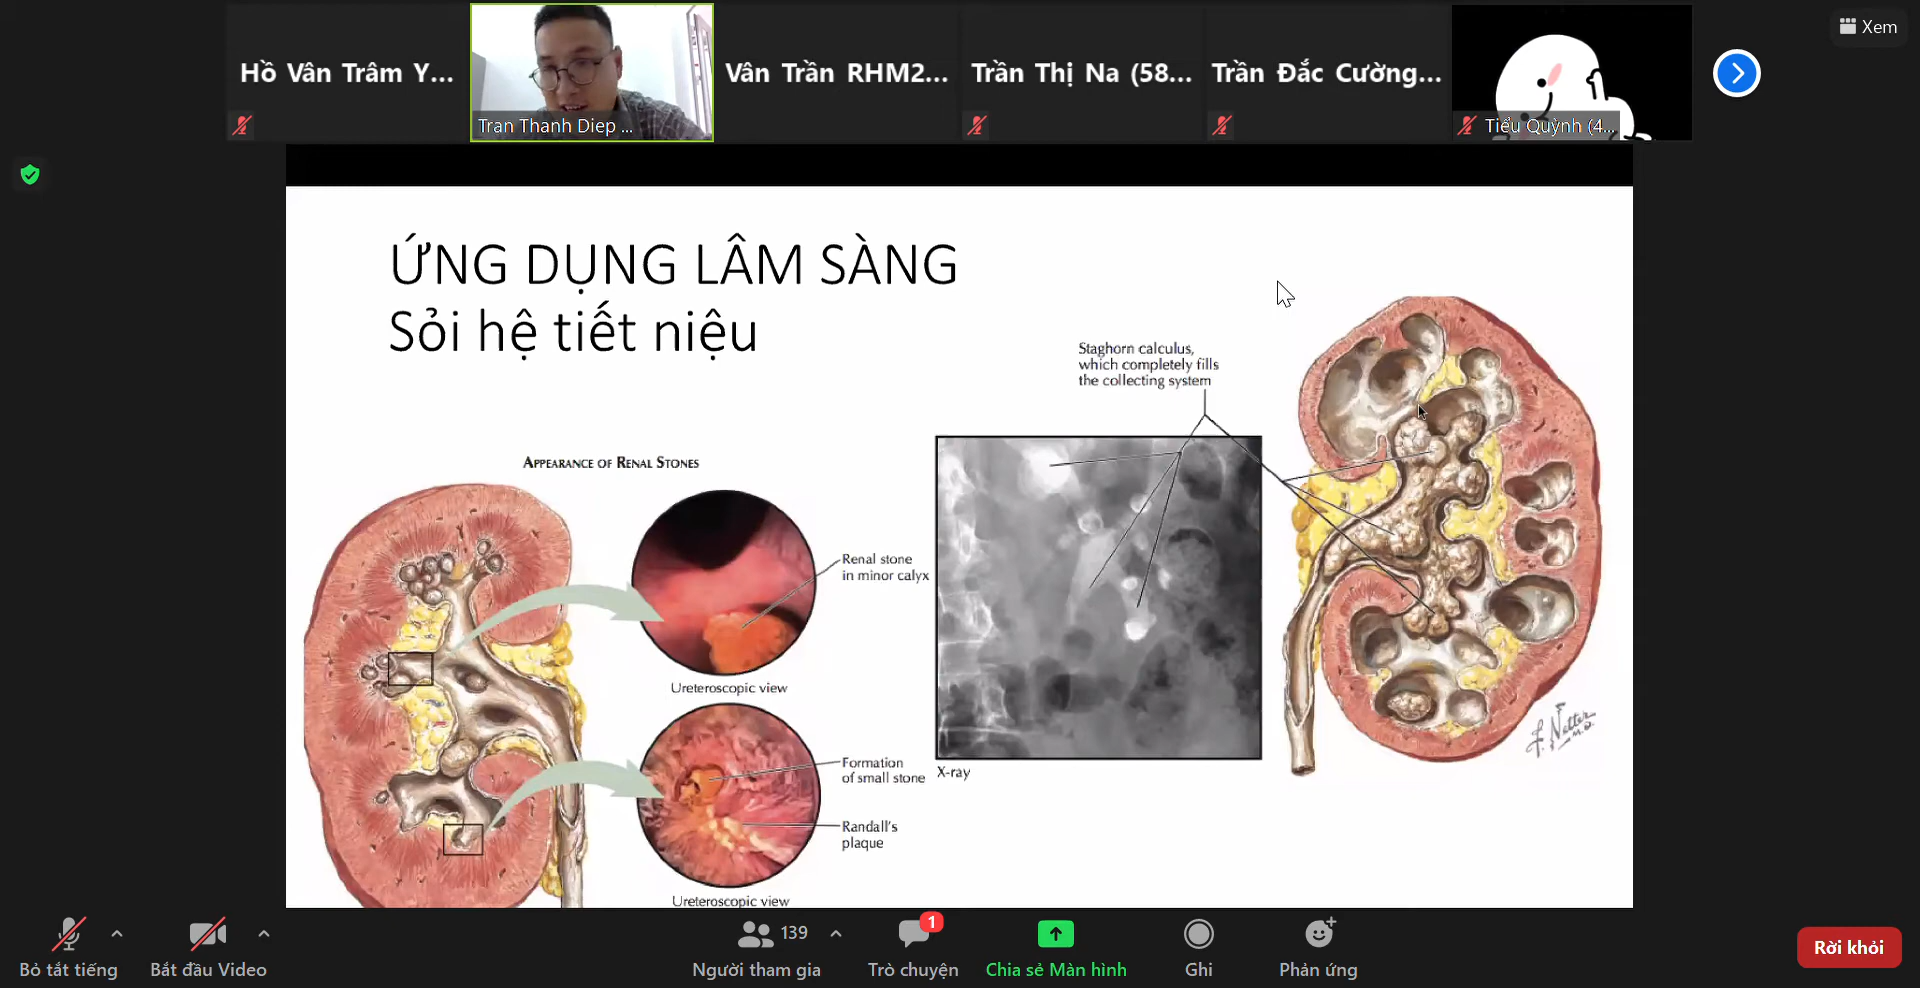 Hồ Vân Trâm Y...
Tran Thanh Diep ...
Vân Trần RHM2...
Trần Thị Na (58...
Trần Đắc Cường...
Tiểu Quỳnh (4...
Xem
ỨNG DỤNG LÂM SÀNG
Sỏi hệ tiết niệu
Staghorn calculus,
which completely fills
the collecting system
APPEARANCE OF RENAL STONES
Renal stone
in minor calyx
Ureteroscopic view
Formation
of small stone
X-ray
Randall's
plaque
Ureteroscopic view
F. Netter
M.D.
Bỏ tắt tiếng
Bắt đầu Video
139
Người tham gia
1
Trò chuyện
Chia sẻ Màn hình
Ghi
Phản ứng
Rời khỏi